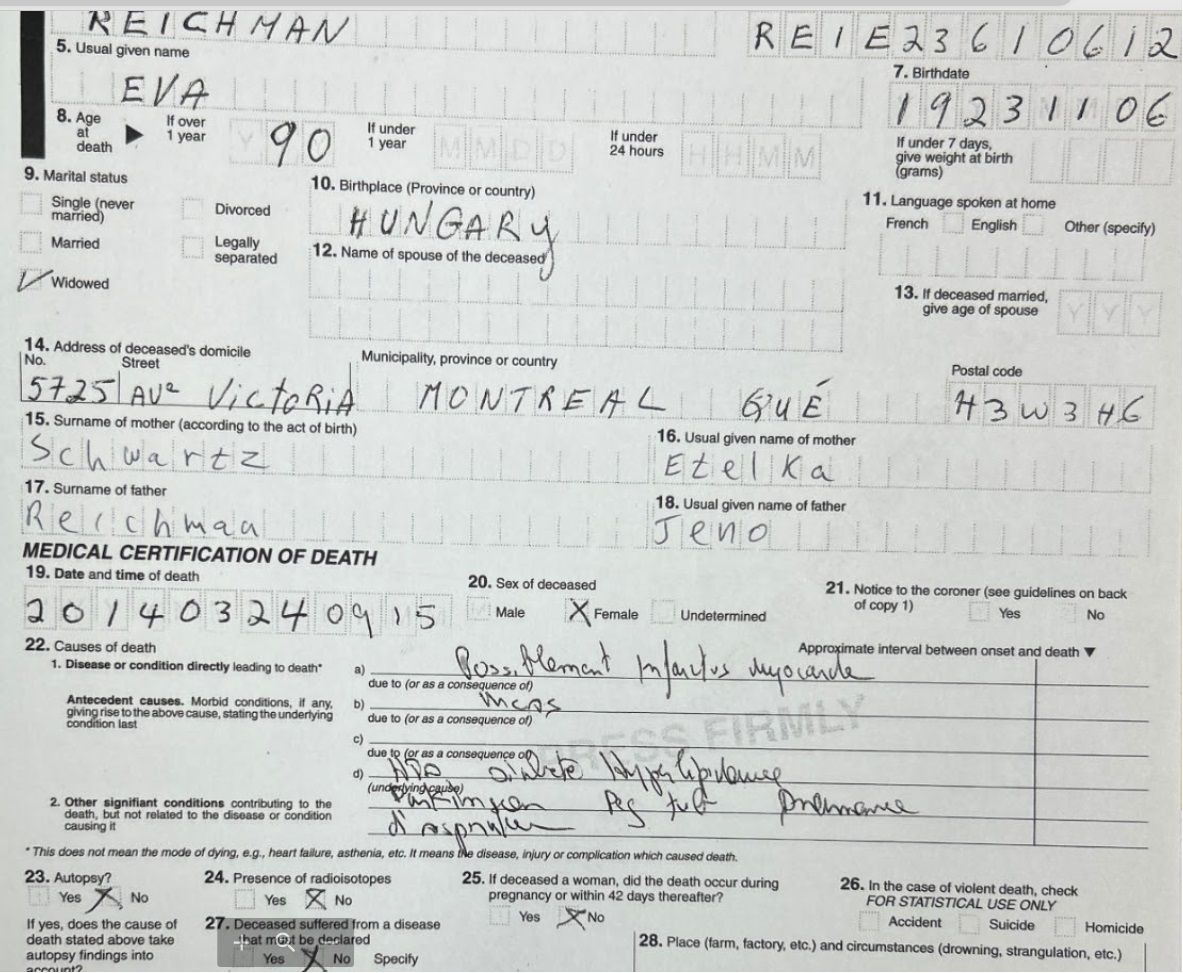 REICHMAN REIE23610612
5. Usual given name
EVA
7. Birthdate
19231106
8. Age at death If over 1 year 90 If under 1 year M M D D If under 24 hours H H M M
If under 7 days, give weight at birth (grams)
9. Marital status
10. Birthplace (Province or country)
HUNGARY
11. Language spoken at home
French English Other (specify)
Single (never married) Divorced
Married Legally separated
Widowed
12. Name of spouse of the deceased
13. If deceased married, give age of spouse Y Y Y
14. Address of deceased's domicile
No. Street Municipality, province or country Postal code
5725 AVe VictoRiA MONTREAL QUÉ H3W3H6
15. Surname of mother (according to the act of birth) 16. Usual given name of mother
Schwartz Etelka
17. Surname of father 18. Usual given name of father
Reichman Jeno
MEDICAL CERTIFICATION OF DEATH
19. Date and time of death 20. Sex of deceased 21. Notice to the coroner (see guidelines on back of copy 1)
201403240915 Male X Female Undetermined Yes No
22. Causes of death Approximate interval between onset and death ▼
1. Disease or condition directly leading to death* a) Possiblement infarctus myocarde
due to (or as a consequence of)
Antecedent causes. Morbid conditions, if any, giving rise to the above cause, stating the underlying condition last
b) mcas
due to (or as a consequence of)
PRESS FIRMLY
c)
due to (or as a consequence of)
d) diabete
(underlying cause)
2. Other signifiant conditions contributing to the death, but not related to the disease or condition causing it
Peg tub
* This does not mean the mode of dying, e.g., heart failure, asthenia, etc. It means the disease, injury or complication which caused death.
23. Autopsy? 24. Presence of radioisotopes 25. If deceased a woman, did the death occur during pregnancy or within 42 days thereafter? 26. In the case of violent death, check
FOR STATISTICAL USE ONLY
Yes X No Yes X No Yes X No Accident Suicide Homicide
If yes, does the cause of death stated above take autopsy findings into account?
27. Deceased suffered from a disease that must be declared
Yes X No Specify
28. Place (farm, factory, etc.) and circumstances (drowning, strangulation, etc.)